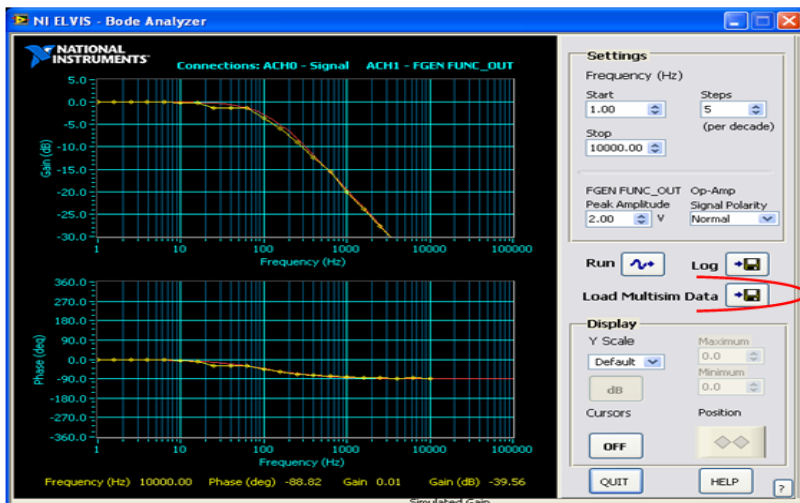 NI ELVIS - Bode Analyzer
NATIONAL
INSTRUMENTS
Connections: ACH0 - Signal ACH1 - FGEN FUNC_OUT
5.0
0.0
-5.0
-10.0
-15.0
-20.0
-25.0
-30.0
Gain (dB)
1 10 100 1000 10000 100000
Frequency (Hz)
360.0
270.0
180.0
90.0
0.0
-90.0
-180.0
-270.0
-360.0
Phase (deg)
1 10 100 1000 10000 100000
Frequency (Hz)
Frequency (Hz) 10000.00 Phase (deg) -88.82 Gain 0.01 Gain (dB) -39.56
Settings
Frequency (Hz)
Start Steps
1.00 5
(per decade)
Stop
10000.00
FGEN FUNC_OUT Op-Amp
Peak Amplitude Signal Polarity
2.00 V Normal
Run Log
Load Multisim Data
Display
Y Scale Maximum
Default 0.0
Minimum
dB 0.0
Cursors Position
OFF
QUIT HELP ?
Simulated Gain